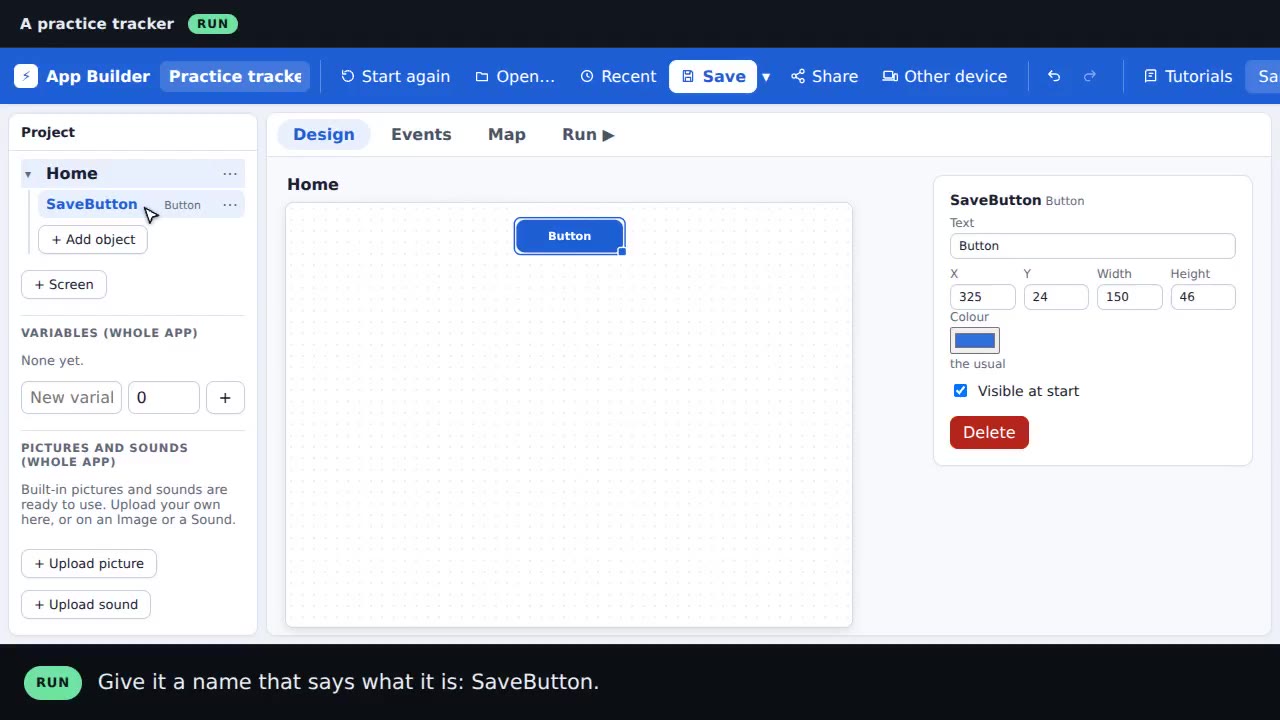 A practice tracker RUN
App Builder Practice tracke Start again Open... Recent Save ▾ Share Other device Tutorials Sa
Project
Design Events Map Run ▶
▾ Home ...
SaveButton Button ...
+ Add object
+ Screen
VARIABLES (WHOLE APP)
None yet.
New varial 0 +
PICTURES AND SOUNDS
(WHOLE APP)
Built-in pictures and sounds are
ready to use. Upload your own
here, or on an Image or a Sound.
+ Upload picture
+ Upload sound
Home
Button
SaveButton Button
Text
Button
X Y Width Height
325 24 150 46
Colour
the usual
Visible at start
Delete
RUN Give it a name that says what it is: SaveButton.